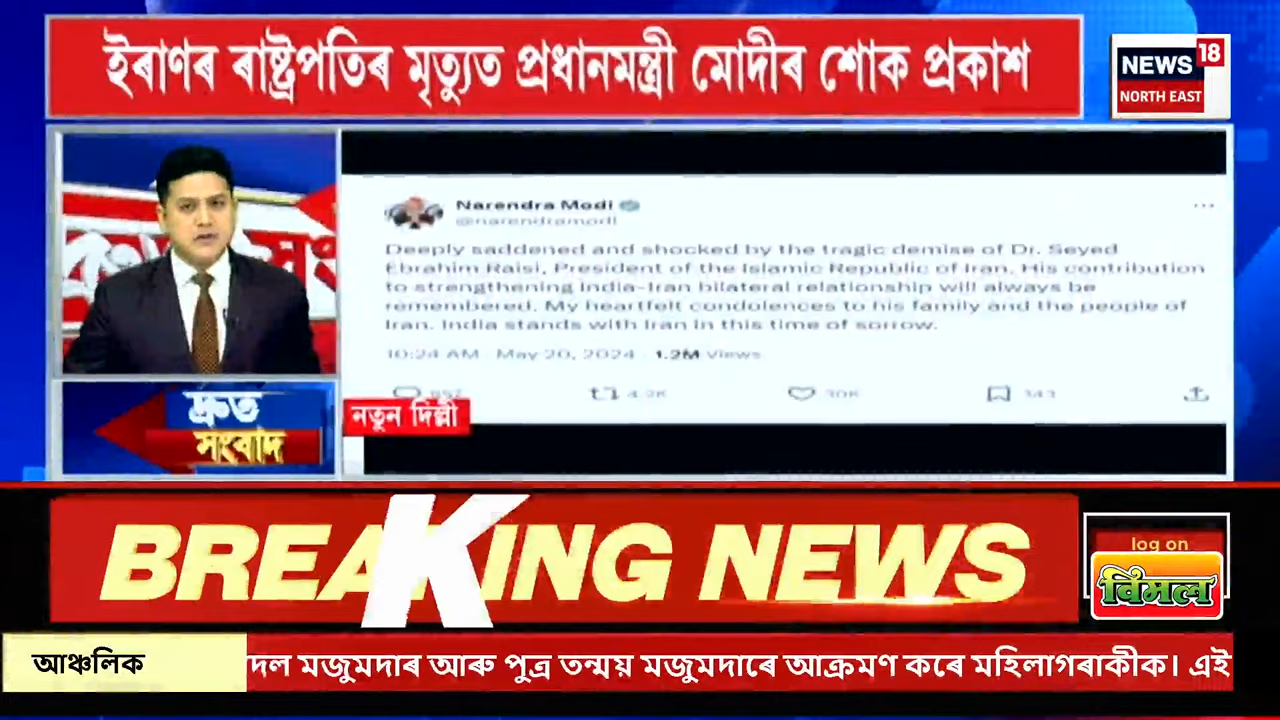 ইৰাণৰ ৰাষ্ট্ৰপতিৰ মৃত্যুত প্ৰধানমন্ত্ৰী মোদীৰ শোক প্ৰকাশ
NEWS 18
NORTH EAST
Narendra Modi
@narendramodi
Deeply saddened and shocked by the tragic demise of Dr. Seyed
Ebrahim Raisi, President of the Islamic Republic of Iran. His contribution
to strengthening India-Iran bilateral relationship will always be
remembered. My heartfelt condolences to his family and the people of
Iran. India stands with Iran in this time of sorrow.
10:24 AM · May 20, 2024 · 1.2M Views
4.2K 30K 343
নতুন দিল্লী
দ্ৰুত
সংবাদ
BREAKING NEWS
log on
विमल
আঞ্চলিক
দল মজুমদাৰ আৰু পুত্ৰ তন্ময় মজুমদাৰে আক্ৰমণ কৰে মহিলাগৰাকীক। এই